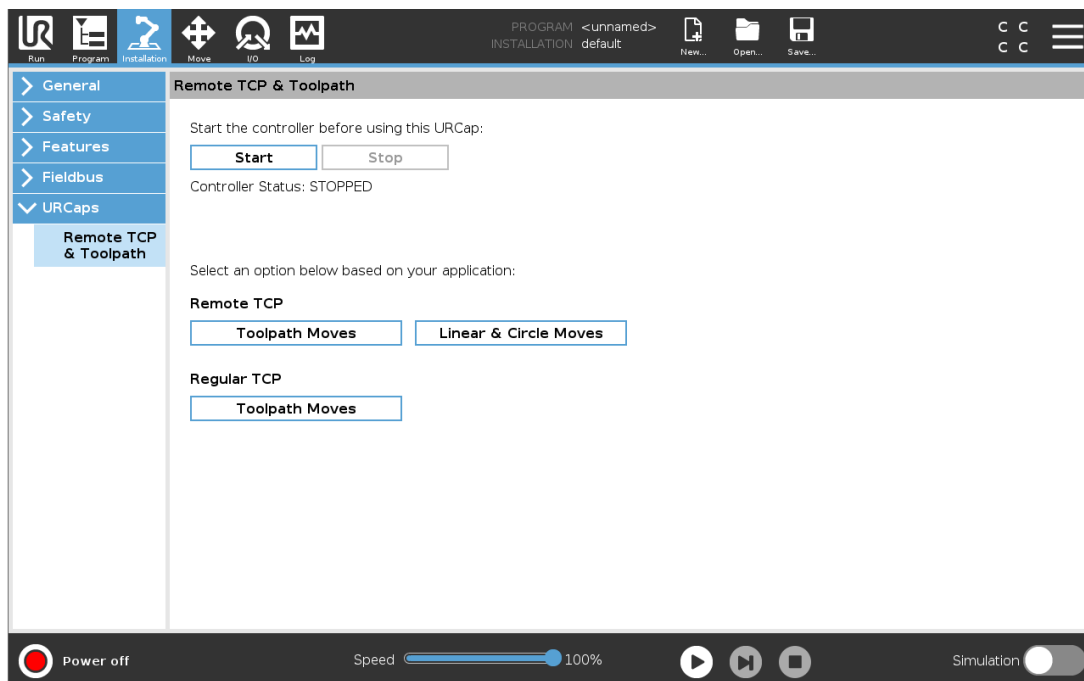 PROGRAM <unnamed>
INSTALLATION default
C C
C C
UR
Run
Program
Installation
Move
I/O
Log
New...
Open...
Save...
General
Safety
Features
Fieldbus
URCaps
Remote TCP
& Toolpath
Remote TCP & Toolpath
Start the controller before using this URCap:
Start Stop
Controller Status: STOPPED
Select an option below based on your application:
Remote TCP
Toolpath Moves Linear & Circle Moves
Regular TCP
Toolpath Moves
Power off Speed 100% Simulation